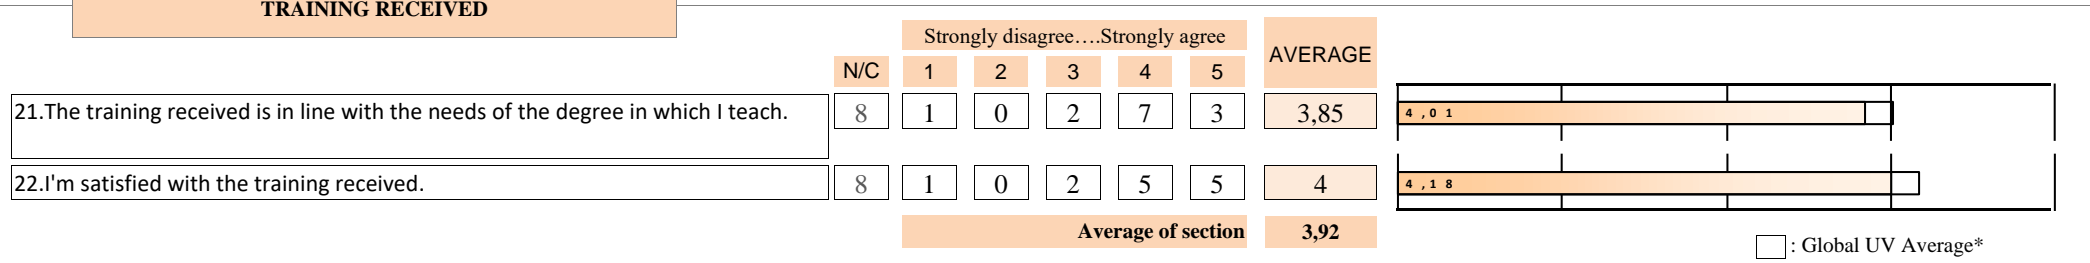 TRAINING RECEIVED
Strongly disagree….Strongly agree
AVERAGE
N/C 1 2 3 4 5
21.The training received is in line with the needs of the degree in which I teach. 8 1 0 2 7 3 3,85 4,01
22.I'm satisfied with the training received. 8 1 0 2 5 5 4 4,18
Average of section 3,92
: Global UV Average*